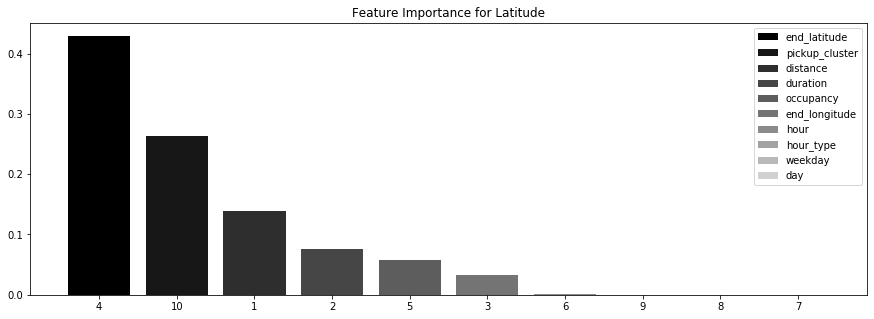 Feature Importance for Latitude
0.4
0.3
0.2
0.1
0.0
4 10 1 2 5 3 6 9 8 7
end_latitude
pickup_cluster
distance
duration
occupancy
end_longitude
hour
hour_type
weekday
day